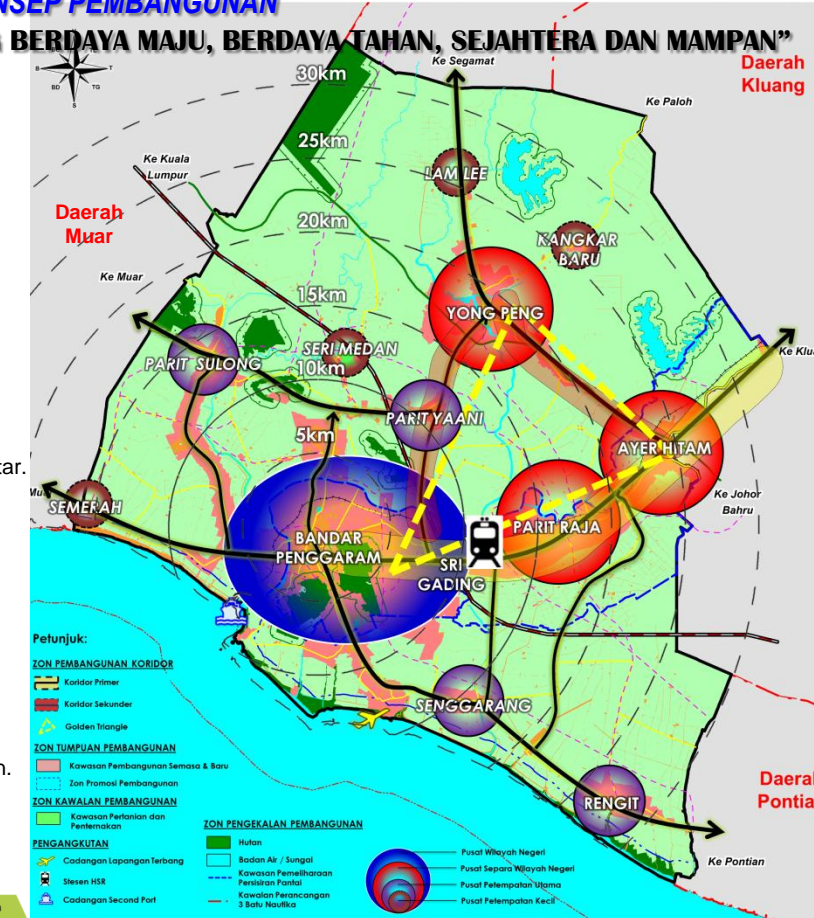 NSEP PEMBANGUNAN
BERDAYA MAJU, BERDAYA TAHAN, SEJAHTERA DAN MAMPAN”
U
B
T
BD
TG
S
30km
25km
20km
15km
10km
5km
Ke Segamat
Daerah
Kluang
Ke Paloh
Ke Kuala
Lumpur
LAM LEE
Daerah
Muar
KANGKAR
BARU
Ke Muar
YONG PENG
SERI MEDAN
PARIT SULONG
Ke Klu
PARIT YAANI
AYER HITAM
tar.
SEMERAH
Ke Johor
Bahru
BANDAR
PENGGARAM
PARIT RAJA
SRI
GADING
SENGGARANG
n.
Daerah
Pontia
RENGIT
Ke Pontian
Petunjuk:
ZON PEMBANGUNAN KORIDOR
Koridor Primer
Koridor Sekunder
Golden Triangle
ZON TUMPUAN PEMBANGUNAN
Kawasan Pembangunan Semasa & Baru
Zon Promosi Pembangunan
ZON KAWALAN PEMBANGUNAN
Kawasan Pertanian dan
Penternakan
PENGANGKUTAN
Cadangan Lapangan Terbang
Stesen HSR
Cadangan Second Port
ZON PENGEKALAN PEMBANGUNAN
Hutan
Badan Air / Sungai
Kawasan Pemeliharaan
Persisiran Pantai
Kawalan Perancangan
3 Batu Nautika
Pusat Wilayah Negeri
Pusat Separa Wilayah Negeri
Pusat Petempatan Utama
Pusat Petempatan Kecil